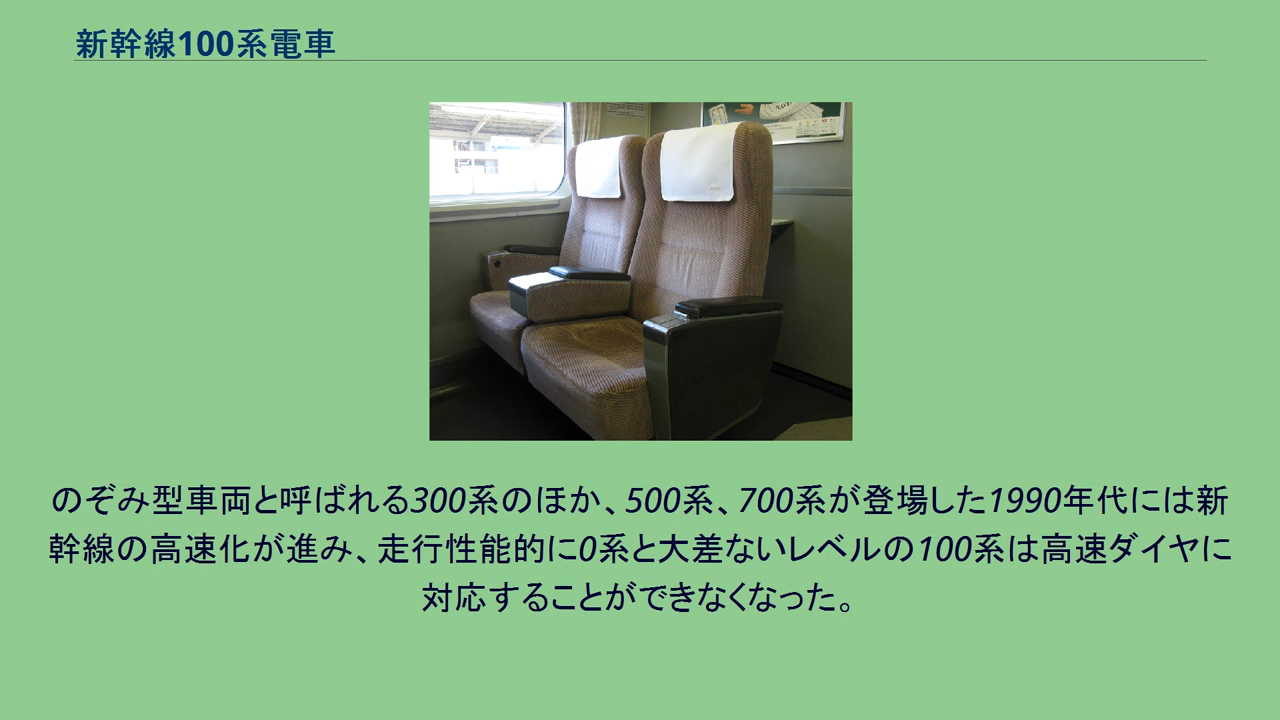 新幹線100系電車
のぞみ型車両と呼ばれる300系のほか、500系、700系が登場した1990年代には新
幹線の高速化が進み、走行性能的に0系と大差ないレベルの100系は高速ダイヤに
対応することができなくなった。